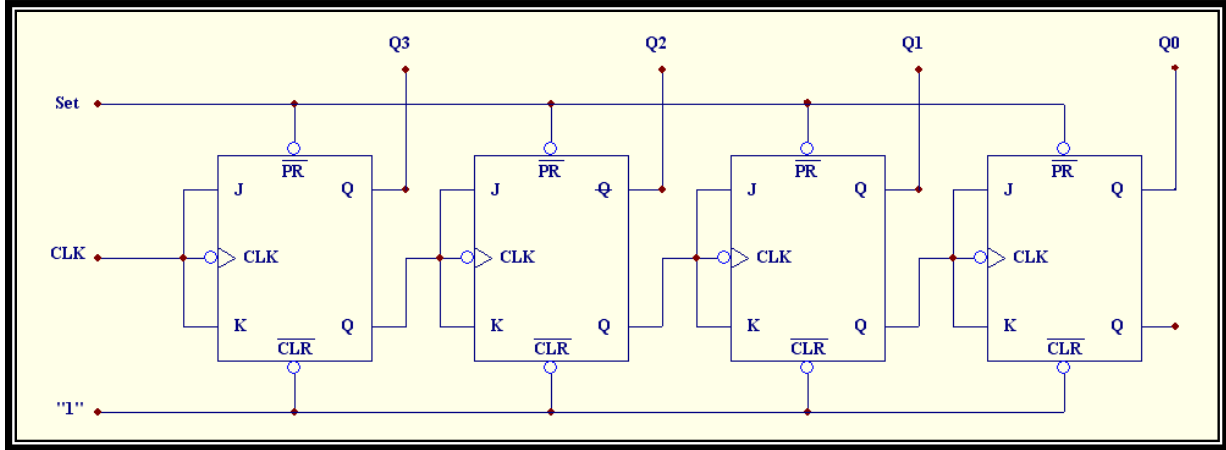 Q3 Q2 Q1 Q0
Set
PR PR PR PR
J Q J Q J Q J Q
CLK CLK CLK CLK CLK
K Q K Q K Q K Q
CLR CLR CLR CLR
"1"